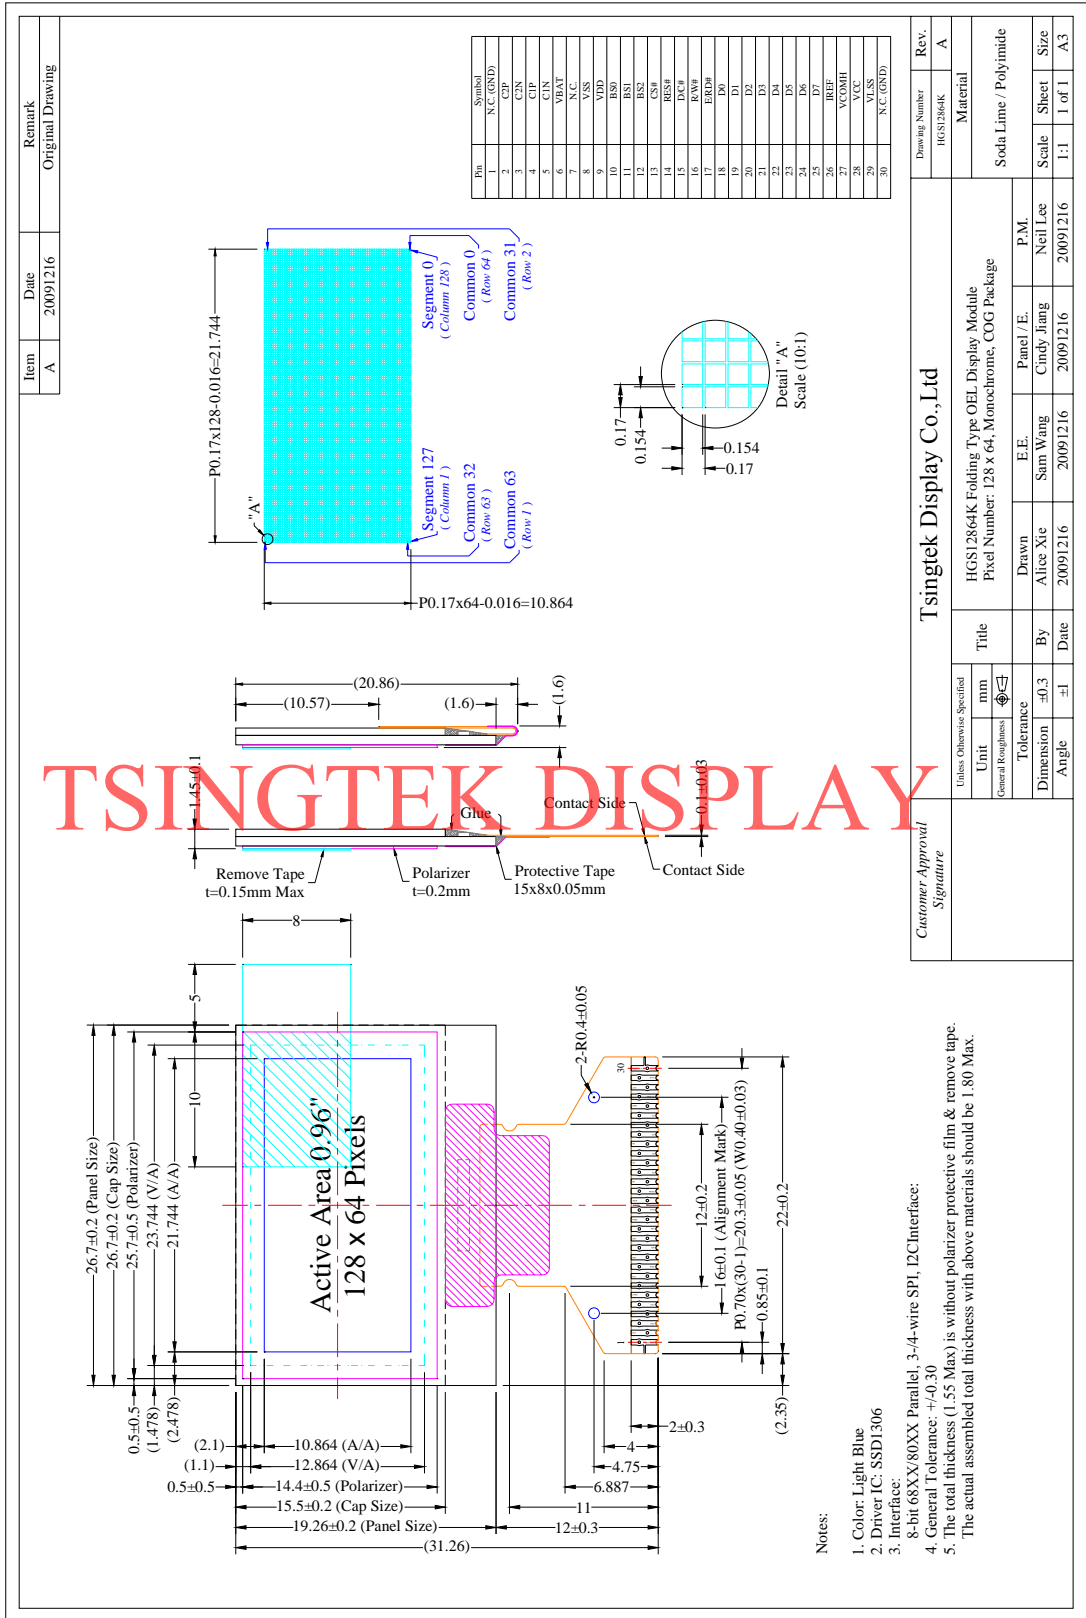 Item Date Remark
A 20091216 Original Drawing
26.7±0.2 (Panel Size)
26.7±0.2 (Cap Size)
25.7±0.5 (Polarizer)
23.744 (V/A)
21.744 (A/A)
0.5±0.5
(1.478)
(2.478)
10
5
8
(2.1)
10.864 (A/A)
(1.1)
12.864 (V/A)
0.5±0.5
14.4±0.5 (Polarizer)
15.5±0.2 (Cap Size)
19.26±0.2 (Panel Size)
12±0.3
(31.26)
Active Area 0.96"
128 x 64 Pixels
2-R0.4±0.05
1
30
12±0.2
16±0.1 (Alignment Mark)
P0.70x(30-1)=20.3±0.05 (W0.40±0.03)
0.85±0.1
22±0.2
(2.35)
2±0.3
4
4.75
6.887
11
1.45±0.1
Remove Tape
t=0.15mm Max
Polarizer
t=0.2mm
Protective Tape
15x8x0.05mm
Glue
Contact Side
Contact Side
0.1±0.03
(20.86)
(10.57)
(1.6)
(1.6)
TSINGTEK DISPLAY
"A"
P0.17x128-0.016=21.744
P0.17x64-0.016=10.864
Segment 127
( Column 1 )
Common 32
( Row 63 )
Common 63
( Row 1 )
Segment 0
( Column 128 )
Common 0
( Row 64 )
Common 31
( Row 2 )
0.17
0.154
0.154
0.17
Detail "A"
Scale (10:1)
Pin Symbol
1 N.C. (GND)
2 C2P
3 C2N
4 C1P
5 C1N
6 VBAT
7 N.C.
8 VSS
9 VDD
10 BS0
11 BS1
12 BS2
13 CS#
14 RES#
15 D/C#
16 R/W#
17 E/RD#
18 D0
19 D1
20 D2
21 D3
22 D4
23 D5
24 D6
25 D7
26 IREF
27 VCOMH
28 VCC
29 VLSS
30 N.C. (GND)
Notes:
1. Color: Light Blue
2. Driver IC: SSD1306
3. Interface:
8-bit 68XX/80XX Parallel, 3-/4-wire SPI, I2CInterface:
4. General Tolerance: +/-0.30
5. The total thickness (1.55 Max) is without polarizer protective film & remove tape.
The actual assembled total thickness with above materials should be 1.80 Max.
Customer Approval
Signature
Tsingtek Display Co.,Ltd
Drawing Number Rev.
HGS12864K A
Unless Otherwise Specified
Unit mm
General Roughness
Tolerance
Dimension ±0.3
Angle ±1
Title
HGS12864K Folding Type OEL Display Module
Pixel Number: 128 x 64, Monochrome, COG Package
Material
Soda Lime / Polyimide
Drawn E.E. Panel / E. P.M.
By Alice Xie Sam Wang Cindy Jiang Neil Lee
Date 20091216 20091216 20091216 20091216
Scale Sheet Size
1:1 1 of 1 A3